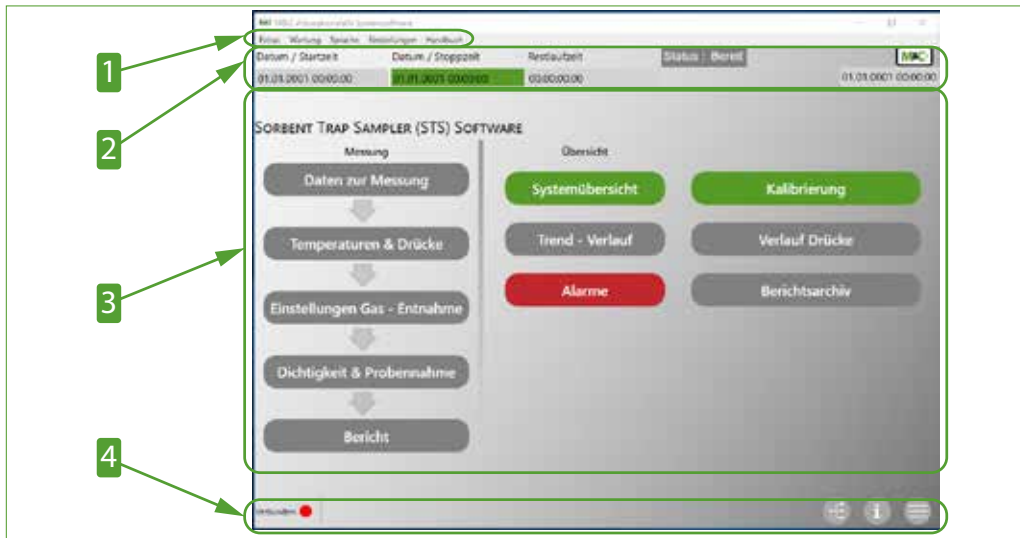 Wartung Sprache Einstellungen Handbuch
Datum / Startzeit
Datum / Stoppzeit
Restlaufzeit
Status Bereit
M&C
01.01.0001 00:00:00
01.01.0001 00:00:00
00:00:00:00
01.01.0001 00:00:00
SORBENT TRAP SAMPLER (STS) SOFTWARE
Messung
Übersicht
Daten zur Messung
Systemübersicht
Kalibrierung
Temperaturen & Drücke
Trend - Verlauf
Verlauf Drücke
Einstellungen Gas - Entnahme
Alarme
Berichtsarchiv
Dichtigkeit & Probennahme
Bericht
Verbunden
1
2
3
4